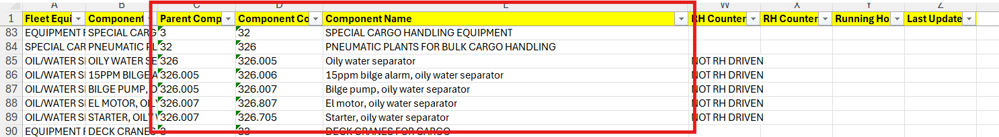 A B C D E W X Y Z
1 Fleet Equi Component Parent Comp Component Co Component Name RH Counter RH Counter Running Ho Last Update
83 EQUIPMENT F SPECIAL CARG 3 32 SPECIAL CARGO HANDLING EQUIPMENT
84 SPECIAL CAR PNEUMATIC PL 32 326 PNEUMATIC PLANTS FOR BULK CARGO HANDLING
85 OIL/WATER SE OILY WATER SE 326 326.005 Oily water separator NOT RH DRIVEN
86 OIL/WATER SE 15PPM BILGE A 326.005 326.006 15ppm bilge alarm, oily water separator NOT RH DRIVEN
87 OIL/WATER SE BILGE PUMP, O 326.005 326.007 Bilge pump, oily water separator NOT RH DRIVEN
88 OIL/WATER SE EL MOTOR, OILY 326.007 326.807 El motor, oily water separator NOT RH DRIVEN
89 OIL/WATER SE STARTER, OILY 326.007 326.705 Starter, oily water separator NOT RH DRIVEN
90 EQUIPMENT F DECK CRANES 3 33 DECK CRANES FOR CARGO